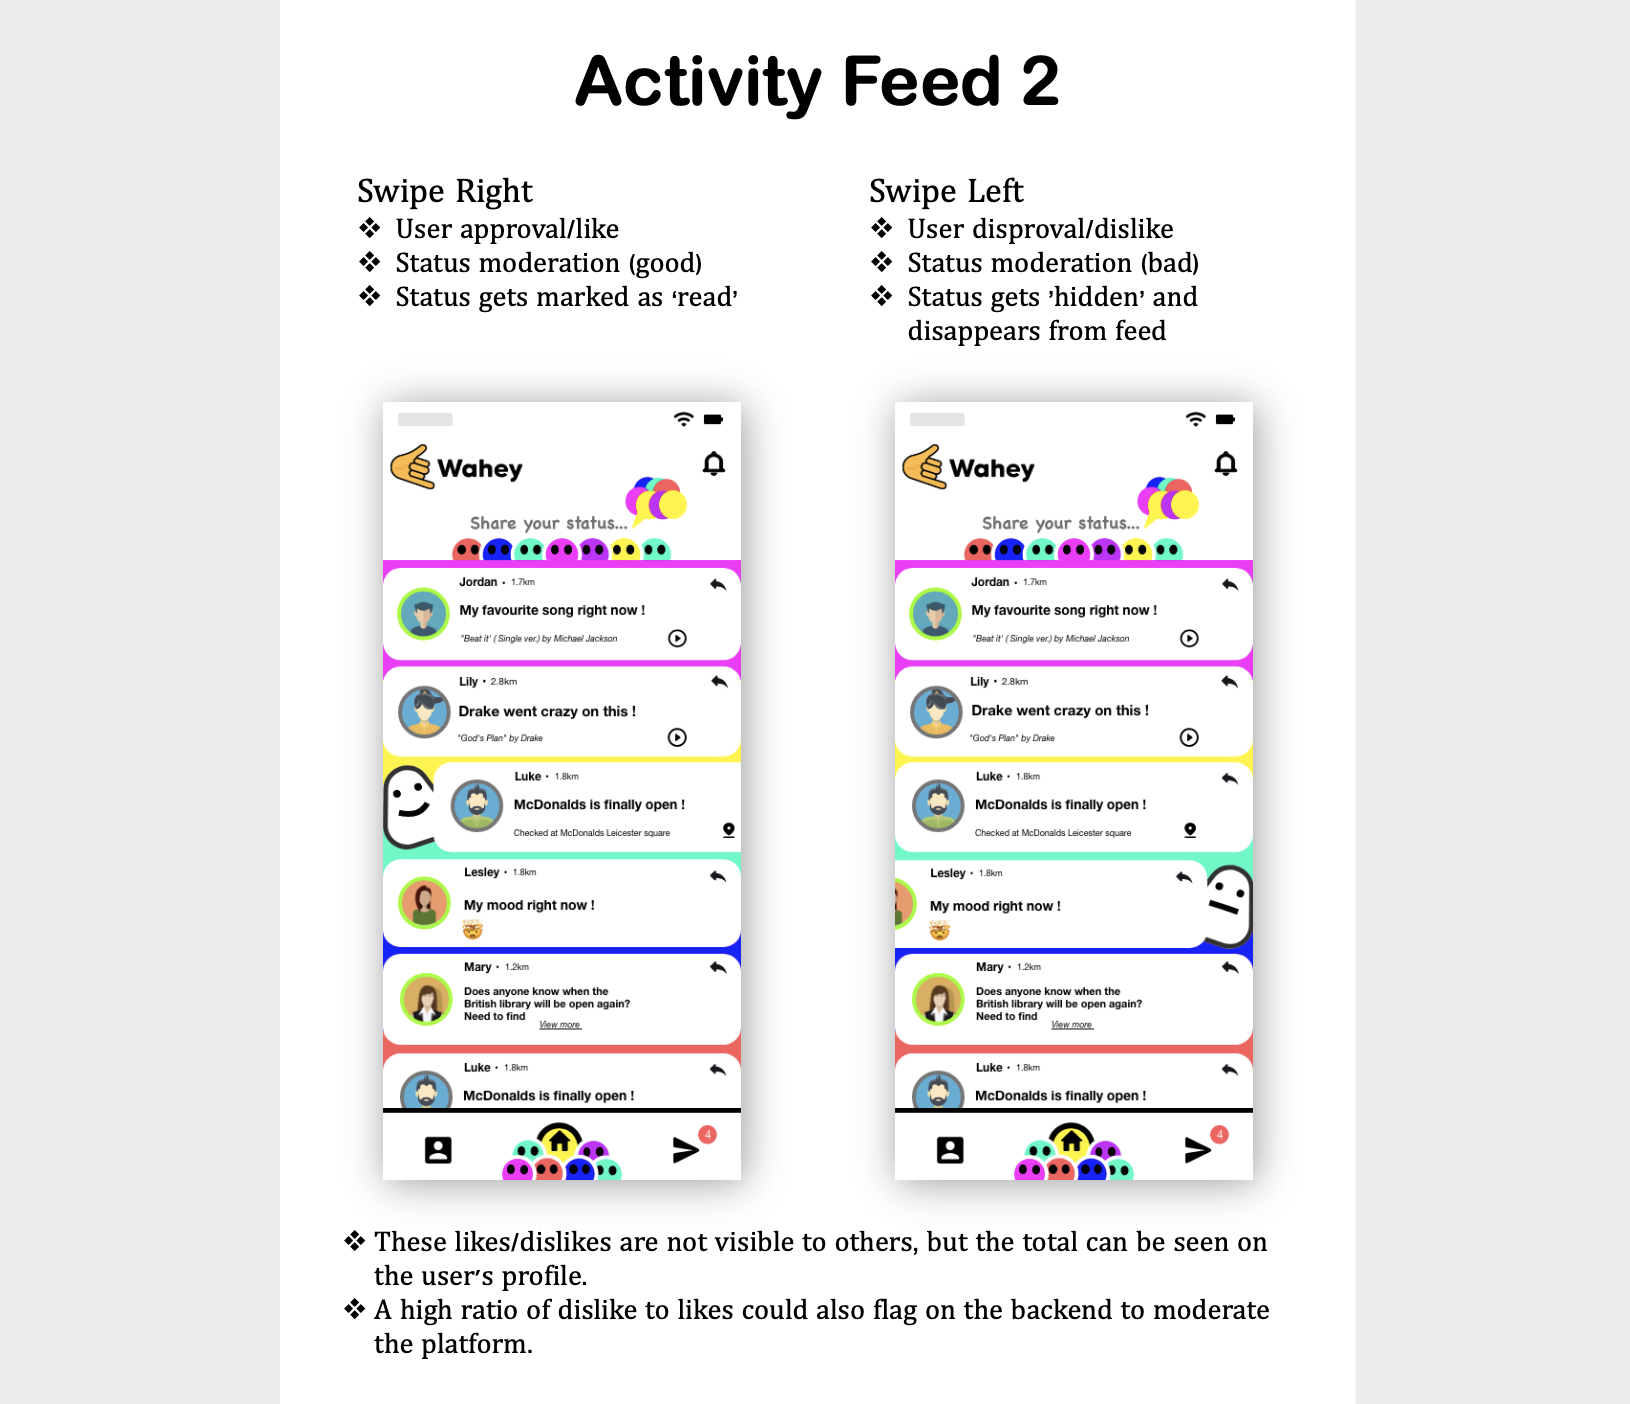 Activity Feed 2
Swipe Right
❖ User approval/like
❖ Status moderation (good)
❖ Status gets marked as ‘read’
Swipe Left
❖ User disproval/dislike
❖ Status moderation (bad)
❖ Status gets ’hidden’ and
disappears from feed
Wahey
Share your status...
Jordan • 1.7km
My favourite song right now !
"Beat it' ( Single ver.) by Michael Jackson
Lily • 2.8km
Drake went crazy on this !
"God's Plan" by Drake
Luke • 1.8km
McDonalds is finally open !
Checked at McDonalds Leicester square
Lesley • 1.8km
My mood right now !
Mary • 1.2km
Does anyone know when the
British library will be open again?
Need to find
View more
Luke • 1.8km
McDonalds is finally open !
4
Wahey
Share your status...
Jordan • 1.7km
My favourite song right now !
"Beat it' ( Single ver.) by Michael Jackson
Lily • 2.8km
Drake went crazy on this !
"God's Plan" by Drake
Luke • 1.8km
McDonalds is finally open !
Checked at McDonalds Leicester square
Lesley • 1.8km
My mood right now !
Mary • 1.2km
Does anyone know when the
British library will be open again?
Need to find
View more
Luke • 1.8km
McDonalds is finally open !
4
❖ These likes/dislikes are not visible to others, but the total can be seen on
the user's profile.
❖ A high ratio of dislike to likes could also flag on the backend to moderate
the platform.